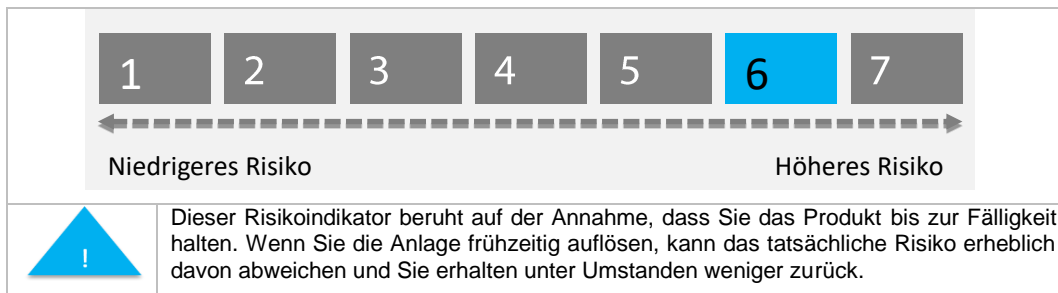 1 2 3 4 5 6 7
Niedrigeres Risiko Höheres Risiko
Dieser Risikoindikator beruht auf der Annahme, dass Sie das Produkt bis zur Fälligkeit
halten. Wenn Sie die Anlage frühzeitig auflösen, kann das tatsächliche Risiko erheblich
davon abweichen und Sie erhalten unter Umstanden weniger zurück.
!